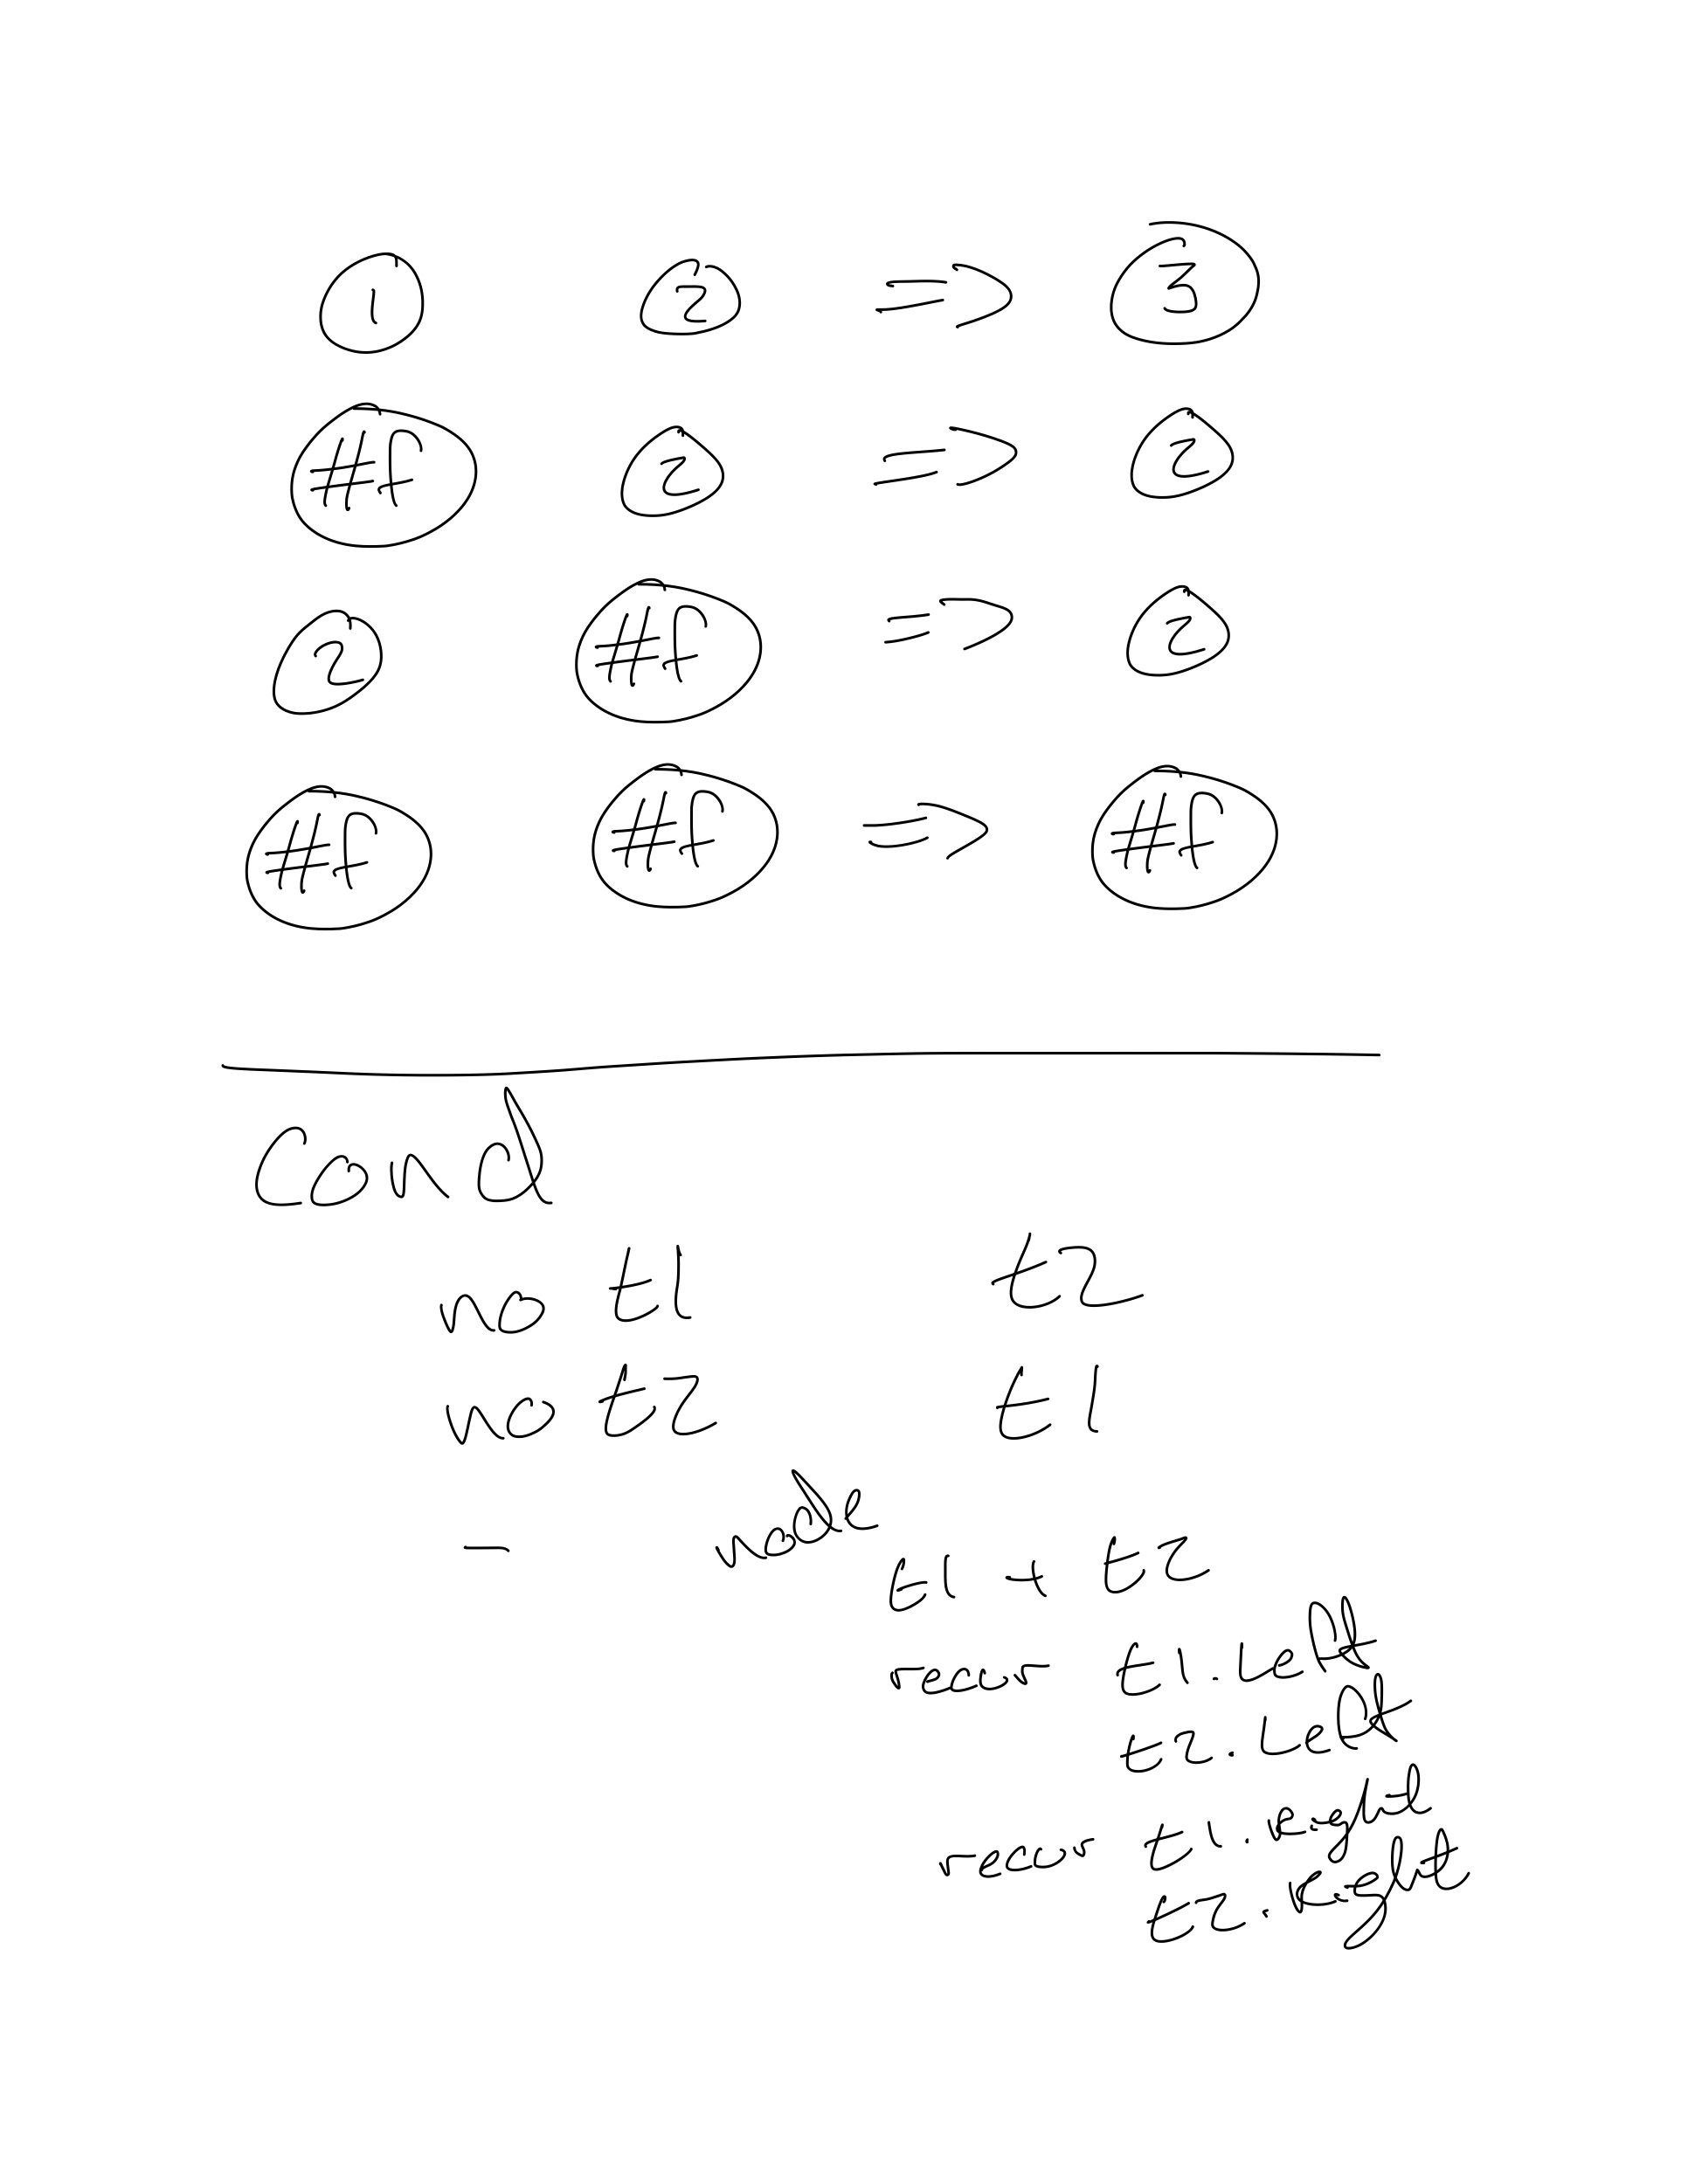 1 2 => 3
#f 2 => 2
2 #f => 2
#f #f => #f
Cond
no t1 t2
no t2 t1
- node
t1 + t2
recur t1.Left
t2.Left
recur t1.Right
t2.Right